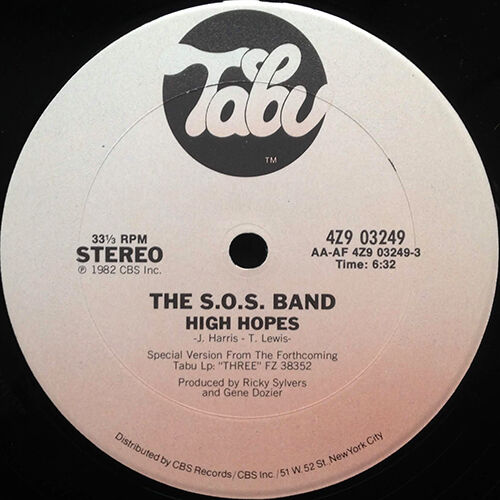 Tabu
TM
33⅓ RPM
STEREO
℗ 1982 CBS Inc.
4Z9 03249
AA-AF 4Z9 03249-3
Time: 6:32
THE S.O.S. BAND
HIGH HOPES
-J. Harris - T. Lewis-
Special Version From The Forthcoming
Tabu Lp: "THREE" FZ 38352
Produced by Ricky Sylvers
and Gene Dozier
Distributed by CBS Records/CBS Inc./51 W. 52 St., New York City